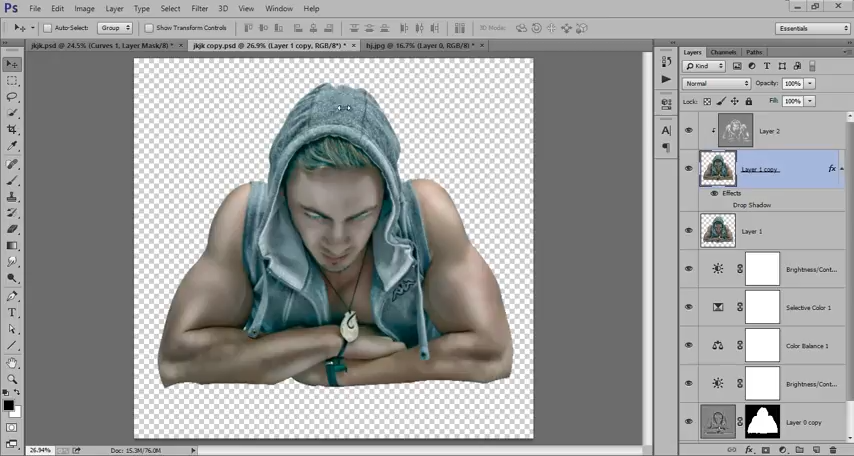 Ps File Edit Image Layer Type Select Filter View 3D Window Help
Auto-Select: Group Show Transform Controls 3D Mode: Essentials
jkjk.psd @ 24.5% (Curves 1, Layer Mask/8) * × jkjk copy.psd @ 26.9% (Layer 1 copy, RGB/8*) * × hj.jpg @ 16.7% (Layer 0, RGB/8*) * ×
Layers Channels Paths
Kind
Normal Opacity: 100%
Lock: Fill: 100%
Layer 2
Layer 1 copy fx
Effects
Drop Shadow
Layer 1
Brightness/Cont...
Selective Color 1
Color Balance 1
Brightness/Cont...
Layer 0 copy
26.94% Doc: 15.3M/76.0M